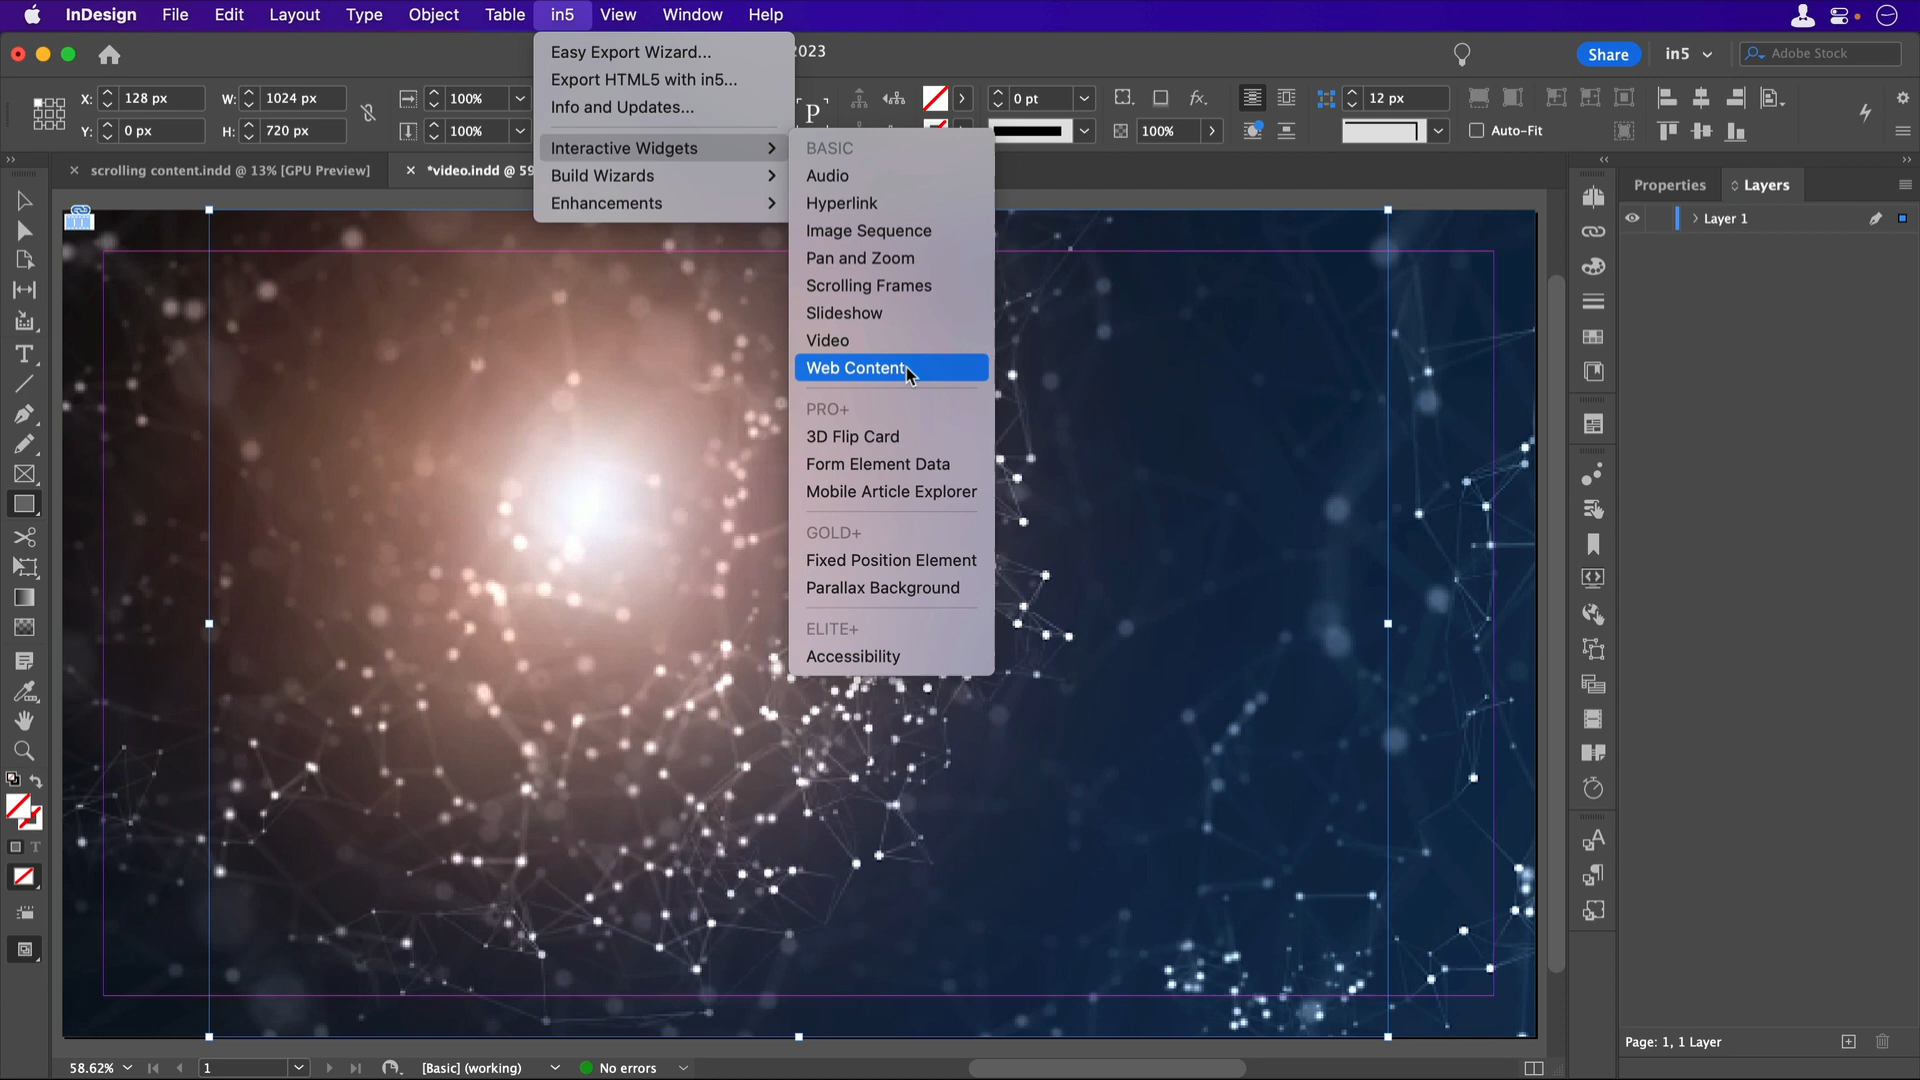 InDesign File Edit Layout Type Object Table in5 View Window Help
2023
Share in5 Adobe Stock
X: 128 px W: 1024 px 100% 0 pt 12 px
Y: 0 px H: 720 px 100% 100% Auto-Fit
scrolling content.indd @ 13% [GPU Preview] *video.indd @ 59
Easy Export Wizard...
Export HTML5 with in5...
Info and Updates...
Interactive Widgets
Build Wizards
Enhancements
BASIC
Audio
Hyperlink
Image Sequence
Pan and Zoom
Scrolling Frames
Slideshow
Video
Web Content
PRO+
3D Flip Card
Form Element Data
Mobile Article Explorer
GOLD+
Fixed Position Element
Parallax Background
ELITE+
Accessibility
Properties Layers
Layer 1
Page: 1, 1 Layer
58.62% 1 [Basic] (working) No errors